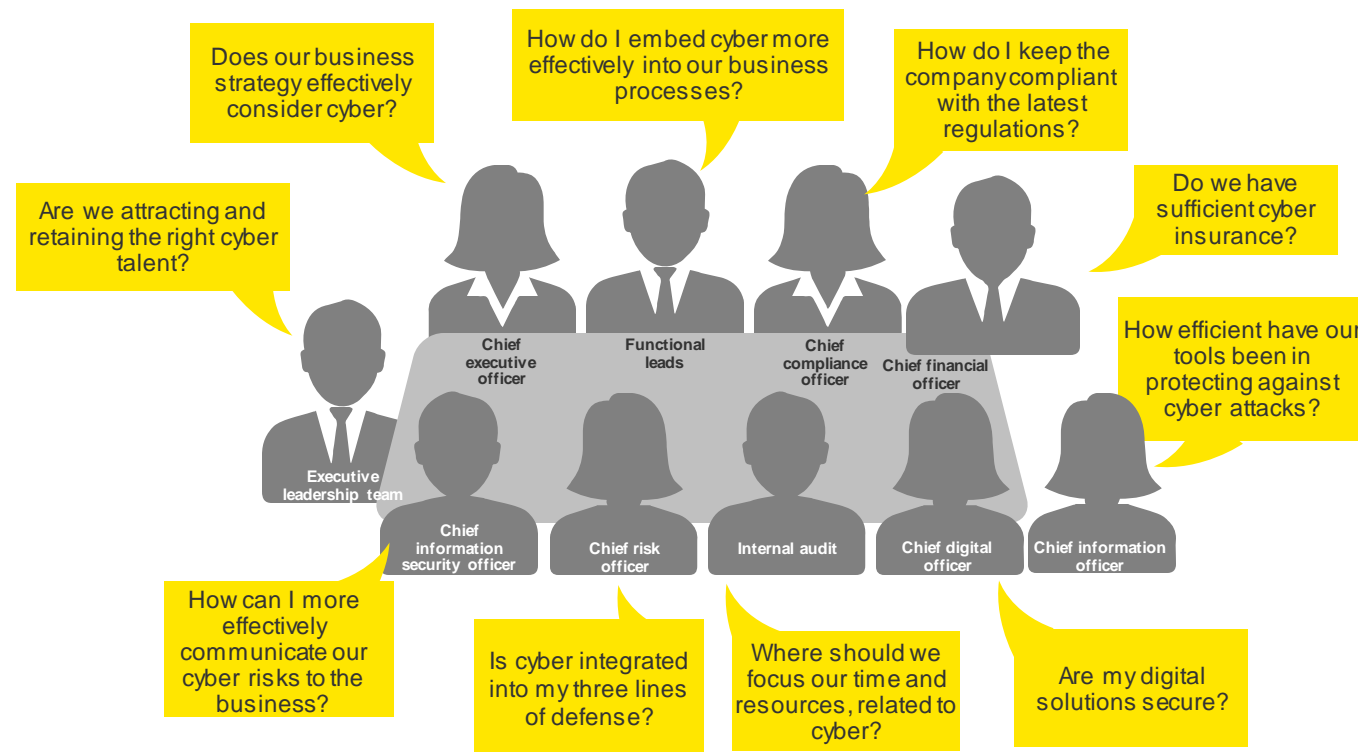 Does our business
strategy effectively
consider cyber?
How do I embed cyber more
effectively into our business
processes?
How do I keep the
company compliant
with the latest
regulations?
Are we attracting and
retaining the right cyber
talent?
Do we have
sufficient cyber
insurance?
How efficient have our
tools been in
protecting against
cyber attacks?
Chief
executive
officer
Functional
leads
Chief
compliance
officer
Chief financial
officer
Executive
leadership team
Chief
information
security officer
Chief risk
officer
Internal audit
Chief digital
officer
Chief information
officer
How can I more
effectively
communicate our
cyber risks to the
business?
Is cyber integrated
into my three lines
of defense?
Where should we
focus our time and
resources, related to
cyber?
Are my digital
solutions secure?